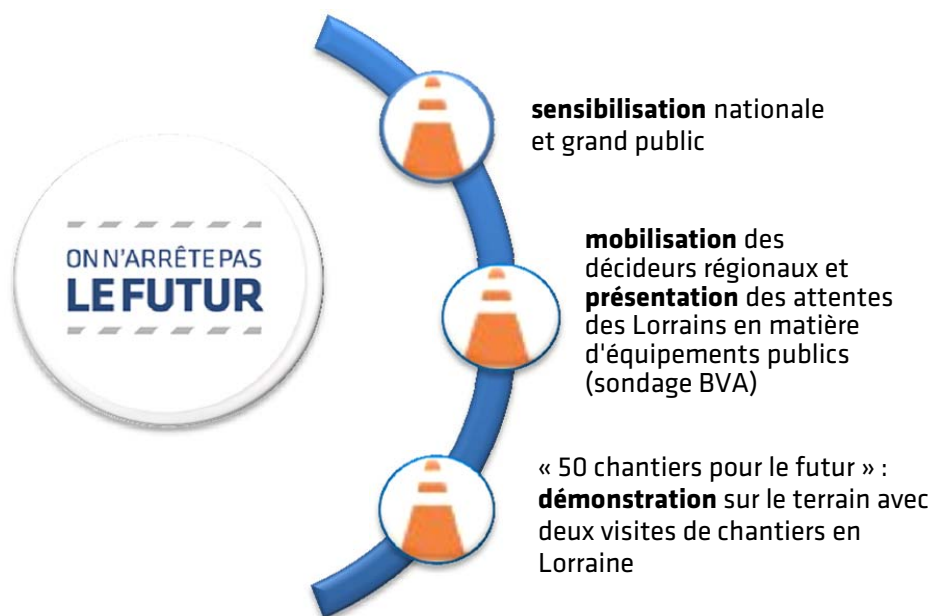 ON N'ARRÊTE PAS
LE FUTUR
sensibilisation nationale
et grand public
mobilisation des
décideurs régionaux et
présentation des attentes
des Lorrains en matière
d'équipements publics
(sondage BVA)
« 50 chantiers pour le futur » :
démonstration sur le terrain avec
deux visites de chantiers en
Lorraine